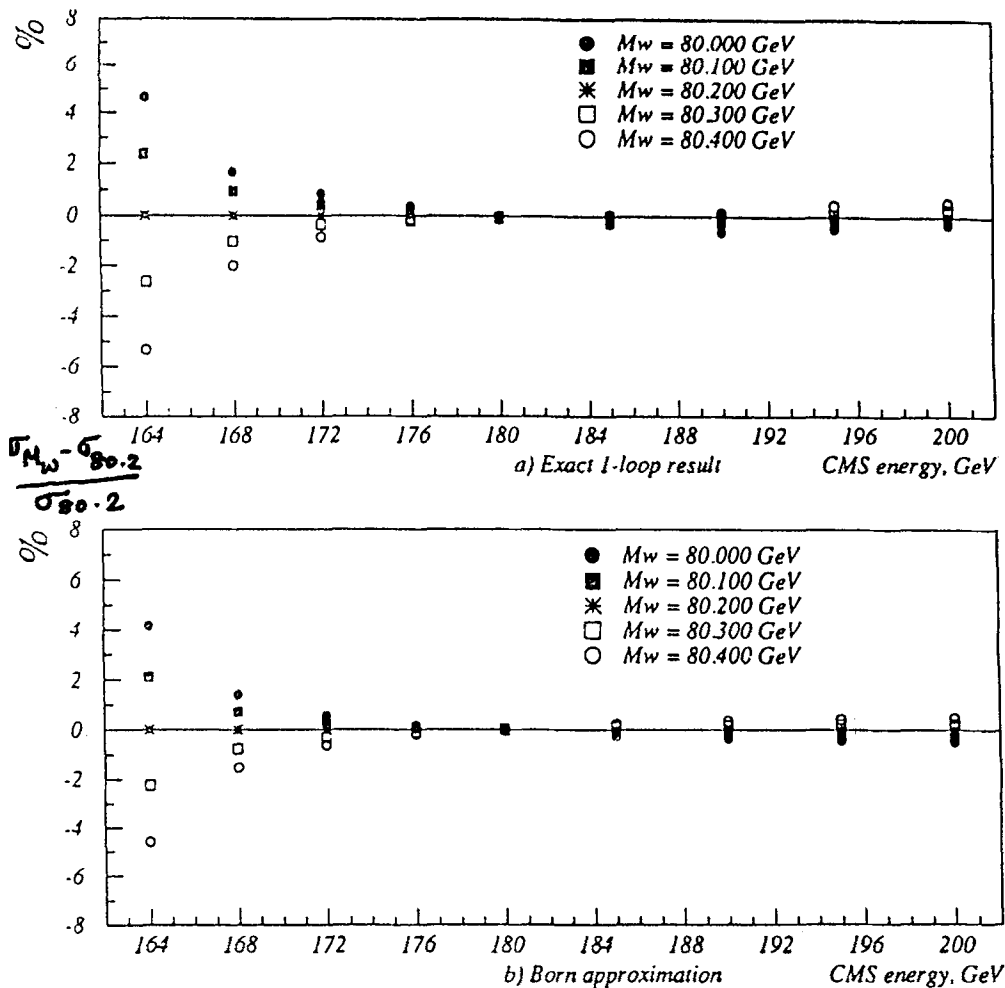 %
8
6
4
2
0
-2
-4
-6
-8
● Mw = 80.000 GeV
■ Mw = 80.100 GeV
✳ Mw = 80.200 GeV
□ Mw = 80.300 GeV
○ Mw = 80.400 GeV
164 168 172 176 180 184 188 192 196 200
a) Exact 1-loop result CMS energy, GeV
σMw - σ80.2
σ80.2
%
8
6
4
2
0
-2
-4
-6
-8
● Mw = 80.000 GeV
■ Mw = 80.100 GeV
✳ Mw = 80.200 GeV
□ Mw = 80.300 GeV
○ Mw = 80.400 GeV
164 168 172 176 180 184 188 192 196 200
b) Born approximation CMS energy, GeV